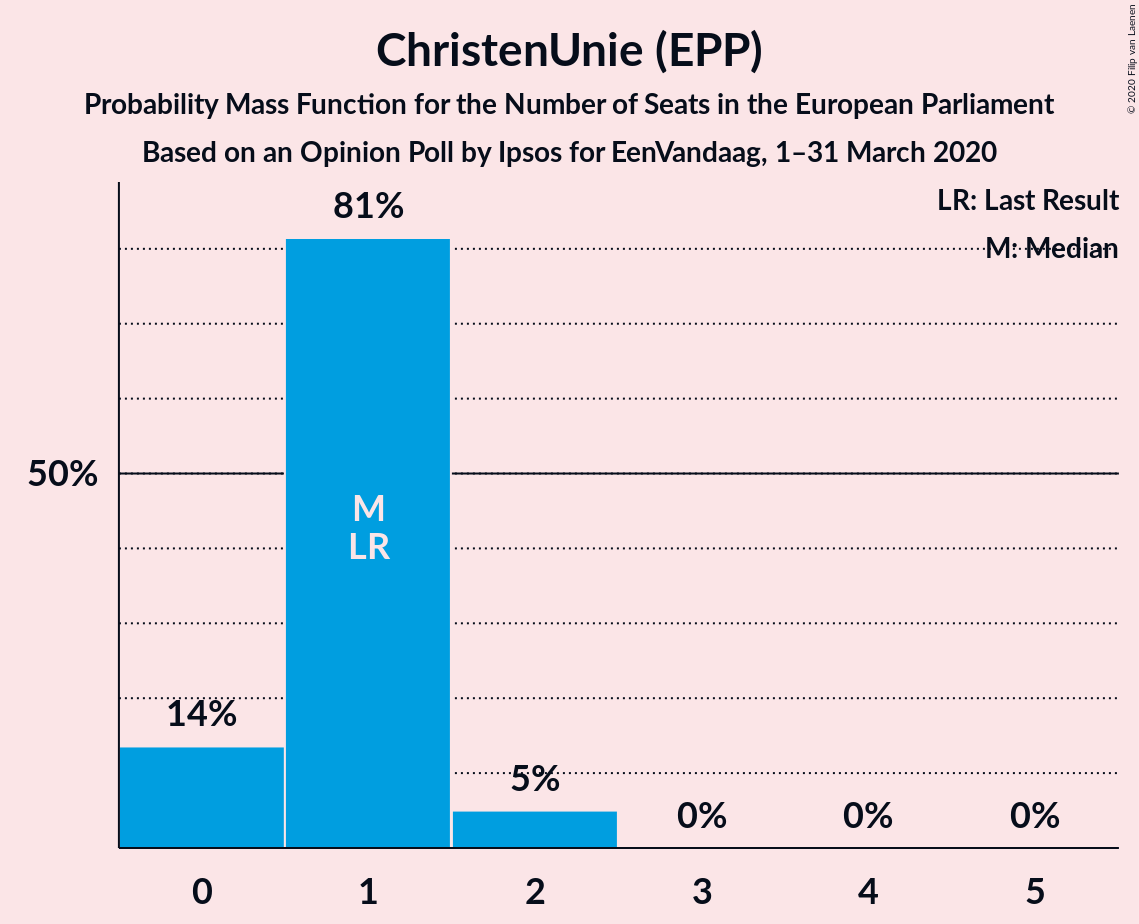 ChristenUnie (EPP)
Probability Mass Function for the Number of Seats in the European Parliament
Based on an Opinion Poll by Ipsos for EenVandaag, 1–31 March 2020
© 2020 Filip van Laenen
LR: Last Result
M: Median
81%
50%
M
LR
14%
5%
0%
0%
0%
0
1
2
3
4
5